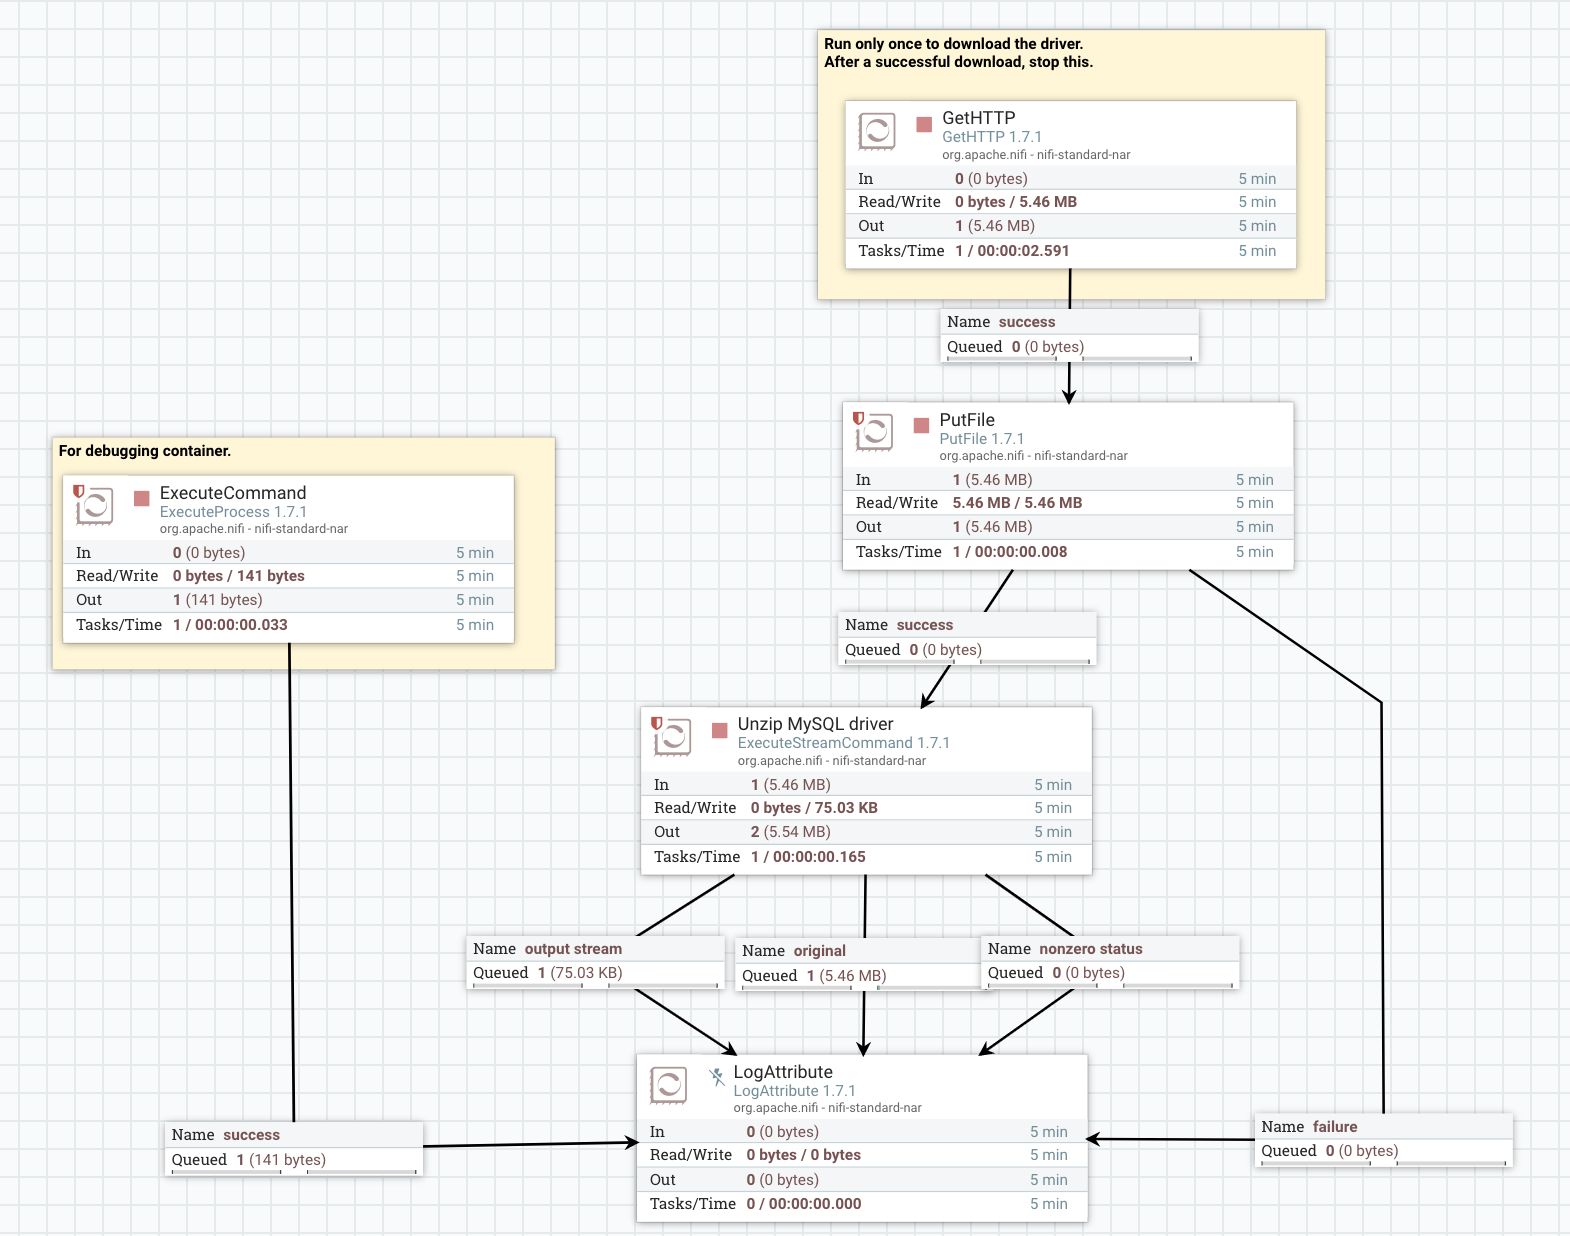 Run only once to download the driver.
After a successful download, stop this.
GetHTTP
GetHTTP 1.7.1
org.apache.nifi - nifi-standard-nar
In 0 (0 bytes) 5 min
Read/Write 0 bytes / 5.46 MB 5 min
Out 1 (5.46 MB) 5 min
Tasks/Time 1 / 00:00:02.591 5 min
Name success
Queued 0 (0 bytes)
PutFile
PutFile 1.7.1
org.apache.nifi - nifi-standard-nar
In 1 (5.46 MB) 5 min
Read/Write 5.46 MB / 5.46 MB 5 min
Out 1 (5.46 MB) 5 min
Tasks/Time 1 / 00:00:00.008 5 min
For debugging container.
ExecuteCommand
ExecuteProcess 1.7.1
org.apache.nifi - nifi-standard-nar
In 0 (0 bytes) 5 min
Read/Write 0 bytes / 141 bytes 5 min
Out 1 (141 bytes) 5 min
Tasks/Time 1 / 00:00:00.033 5 min
Name success
Queued 0 (0 bytes)
Unzip MySQL driver
ExecuteStreamCommand 1.7.1
org.apache.nifi - nifi-standard-nar
In 1 (5.46 MB) 5 min
Read/Write 0 bytes / 75.03 KB 5 min
Out 2 (5.54 MB) 5 min
Tasks/Time 1 / 00:00:00.165 5 min
Name output stream
Queued 1 (75.03 KB)
Name original
Queued 1 (5.46 MB)
Name nonzero status
Queued 0 (0 bytes)
LogAttribute
LogAttribute 1.7.1
org.apache.nifi - nifi-standard-nar
In 0 (0 bytes) 5 min
Read/Write 0 bytes / 0 bytes 5 min
Out 0 (0 bytes) 5 min
Tasks/Time 0 / 00:00:00.000 5 min
Name success
Queued 1 (141 bytes)
Name failure
Queued 0 (0 bytes)